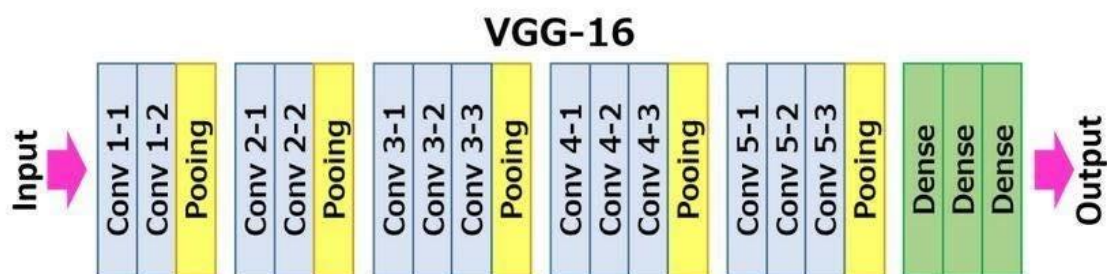 VGG-16
Input
Conv 1-1
Conv 1-2
Pooing
Conv 2-1
Conv 2-2
Pooing
Conv 3-1
Conv 3-2
Conv 3-3
Pooing
Conv 4-1
Conv 4-2
Conv 4-3
Pooing
Conv 5-1
Conv 5-2
Conv 5-3
Pooing
Dense
Dense
Dense
Output